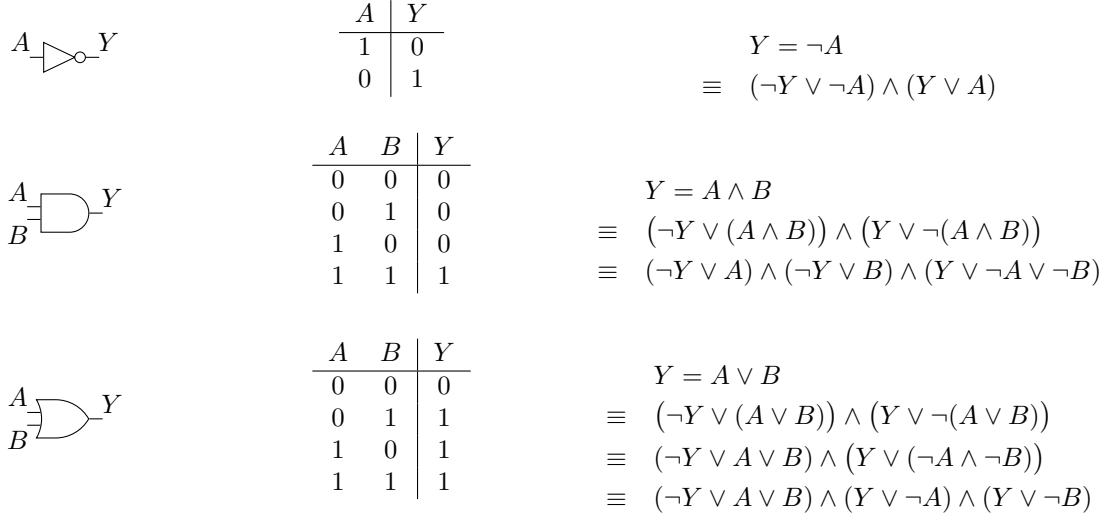 A Y
A Y
1 0
0 1
Y = ¬A
≡ (¬Y ∨ ¬A) ∧ (Y ∨ A)
A
B
Y
A B Y
0 0 0
0 1 0
1 0 0
1 1 1
Y = A ∧ B
≡ (¬Y ∨ (A ∧ B)) ∧ (Y ∨ ¬(A ∧ B))
≡ (¬Y ∨ A) ∧ (¬Y ∨ B) ∧ (Y ∨ ¬A ∨ ¬B)
A
B
Y
A B Y
0 0 0
0 1 1
1 0 1
1 1 1
Y = A ∨ B
≡ (¬Y ∨ (A ∨ B)) ∧ (Y ∨ ¬(A ∨ B))
≡ (¬Y ∨ A ∨ B) ∧ (Y ∨ (¬A ∧ ¬B))
≡ (¬Y ∨ A ∨ B) ∧ (Y ∨ ¬A) ∧ (Y ∨ ¬B)